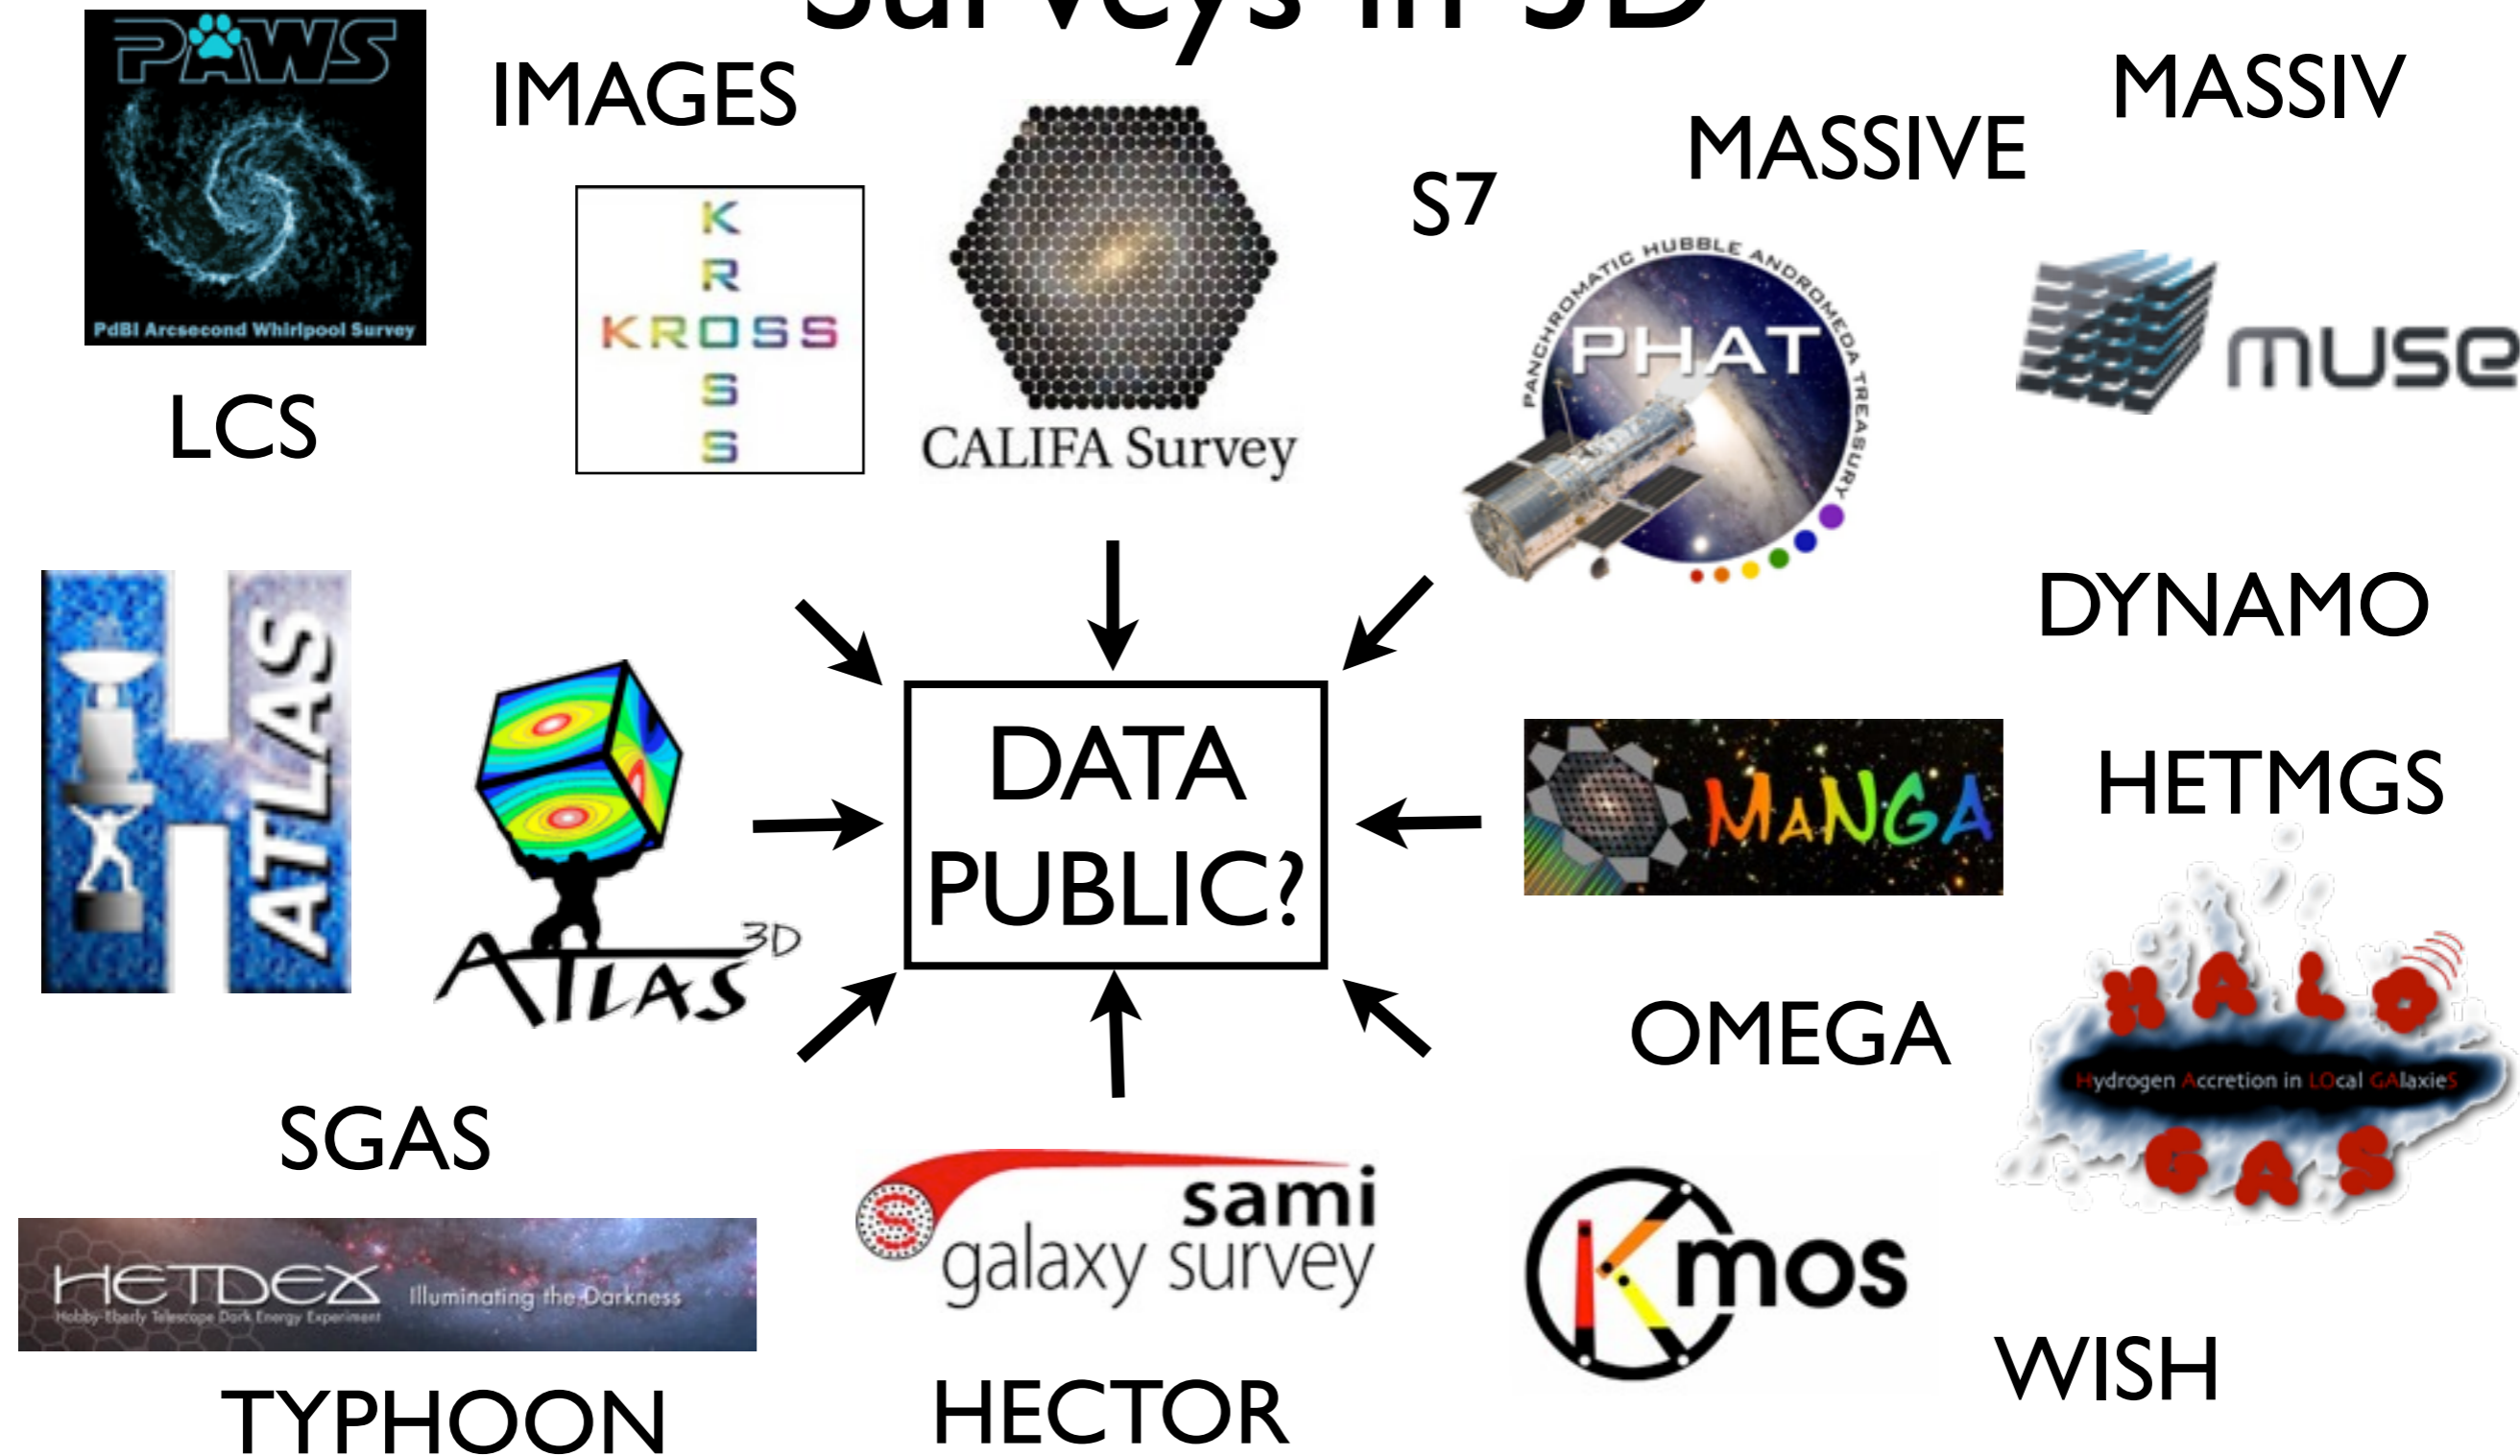 Surveys in 3D
PAWS
PdBI Arcsecond Whirlpool Survey
IMAGES
MASSIV
MASSIVE
S7
K
R
KROSS
S
S
CALIFA Survey
PANCHROMATIC HUBBLE ANDROMEDA TREASURY
PHAT
muse
LCS
H
ATLAS
ATLAS 3D
DATA
PUBLIC?
DYNAMO
MaNGA
HETMGS
OMEGA
HALO
Hydrogen Accretion in LOcal GAlaxieS
GAS
SGAS
HETDEX
Illuminating the Darkness
Hobby-Eberly Telescope Dark Energy Experiment
S
sami
galaxy survey
Kmos
TYPHOON
HECTOR
WISH